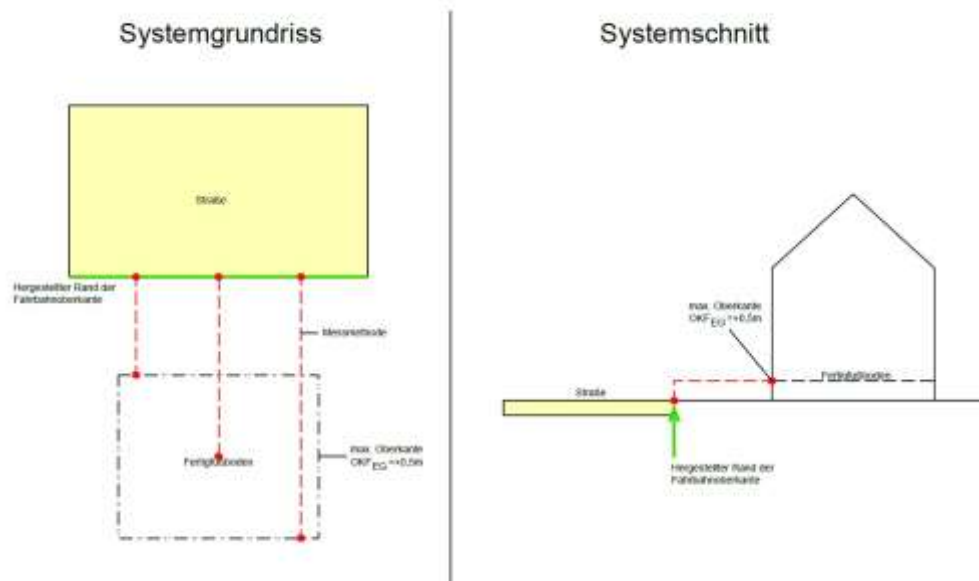 Systemgrundriss
Straße
Hergestellter Rand der
Fahrbahnoberkante
Messmethode
Fertigfußboden
max. Oberkante
OKF EG =+0,5m
Systemschnitt
max. Oberkante
OKF EG =+0,5m
Fertigfußboden
Straße
Hergestellter Rand der
Fahrbahnoberkante